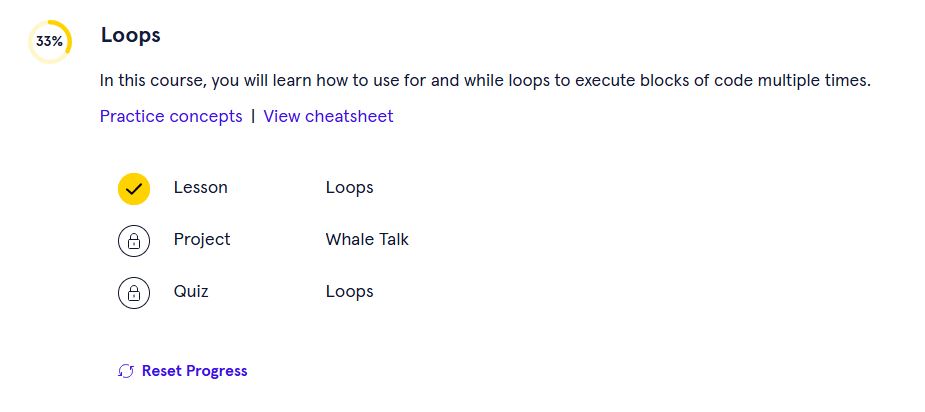 33%
Loops
In this course, you will learn how to use for and while loops to execute blocks of code multiple times.
Practice concepts | View cheatsheet
Lesson Loops
Project Whale Talk
Quiz Loops
Reset Progress